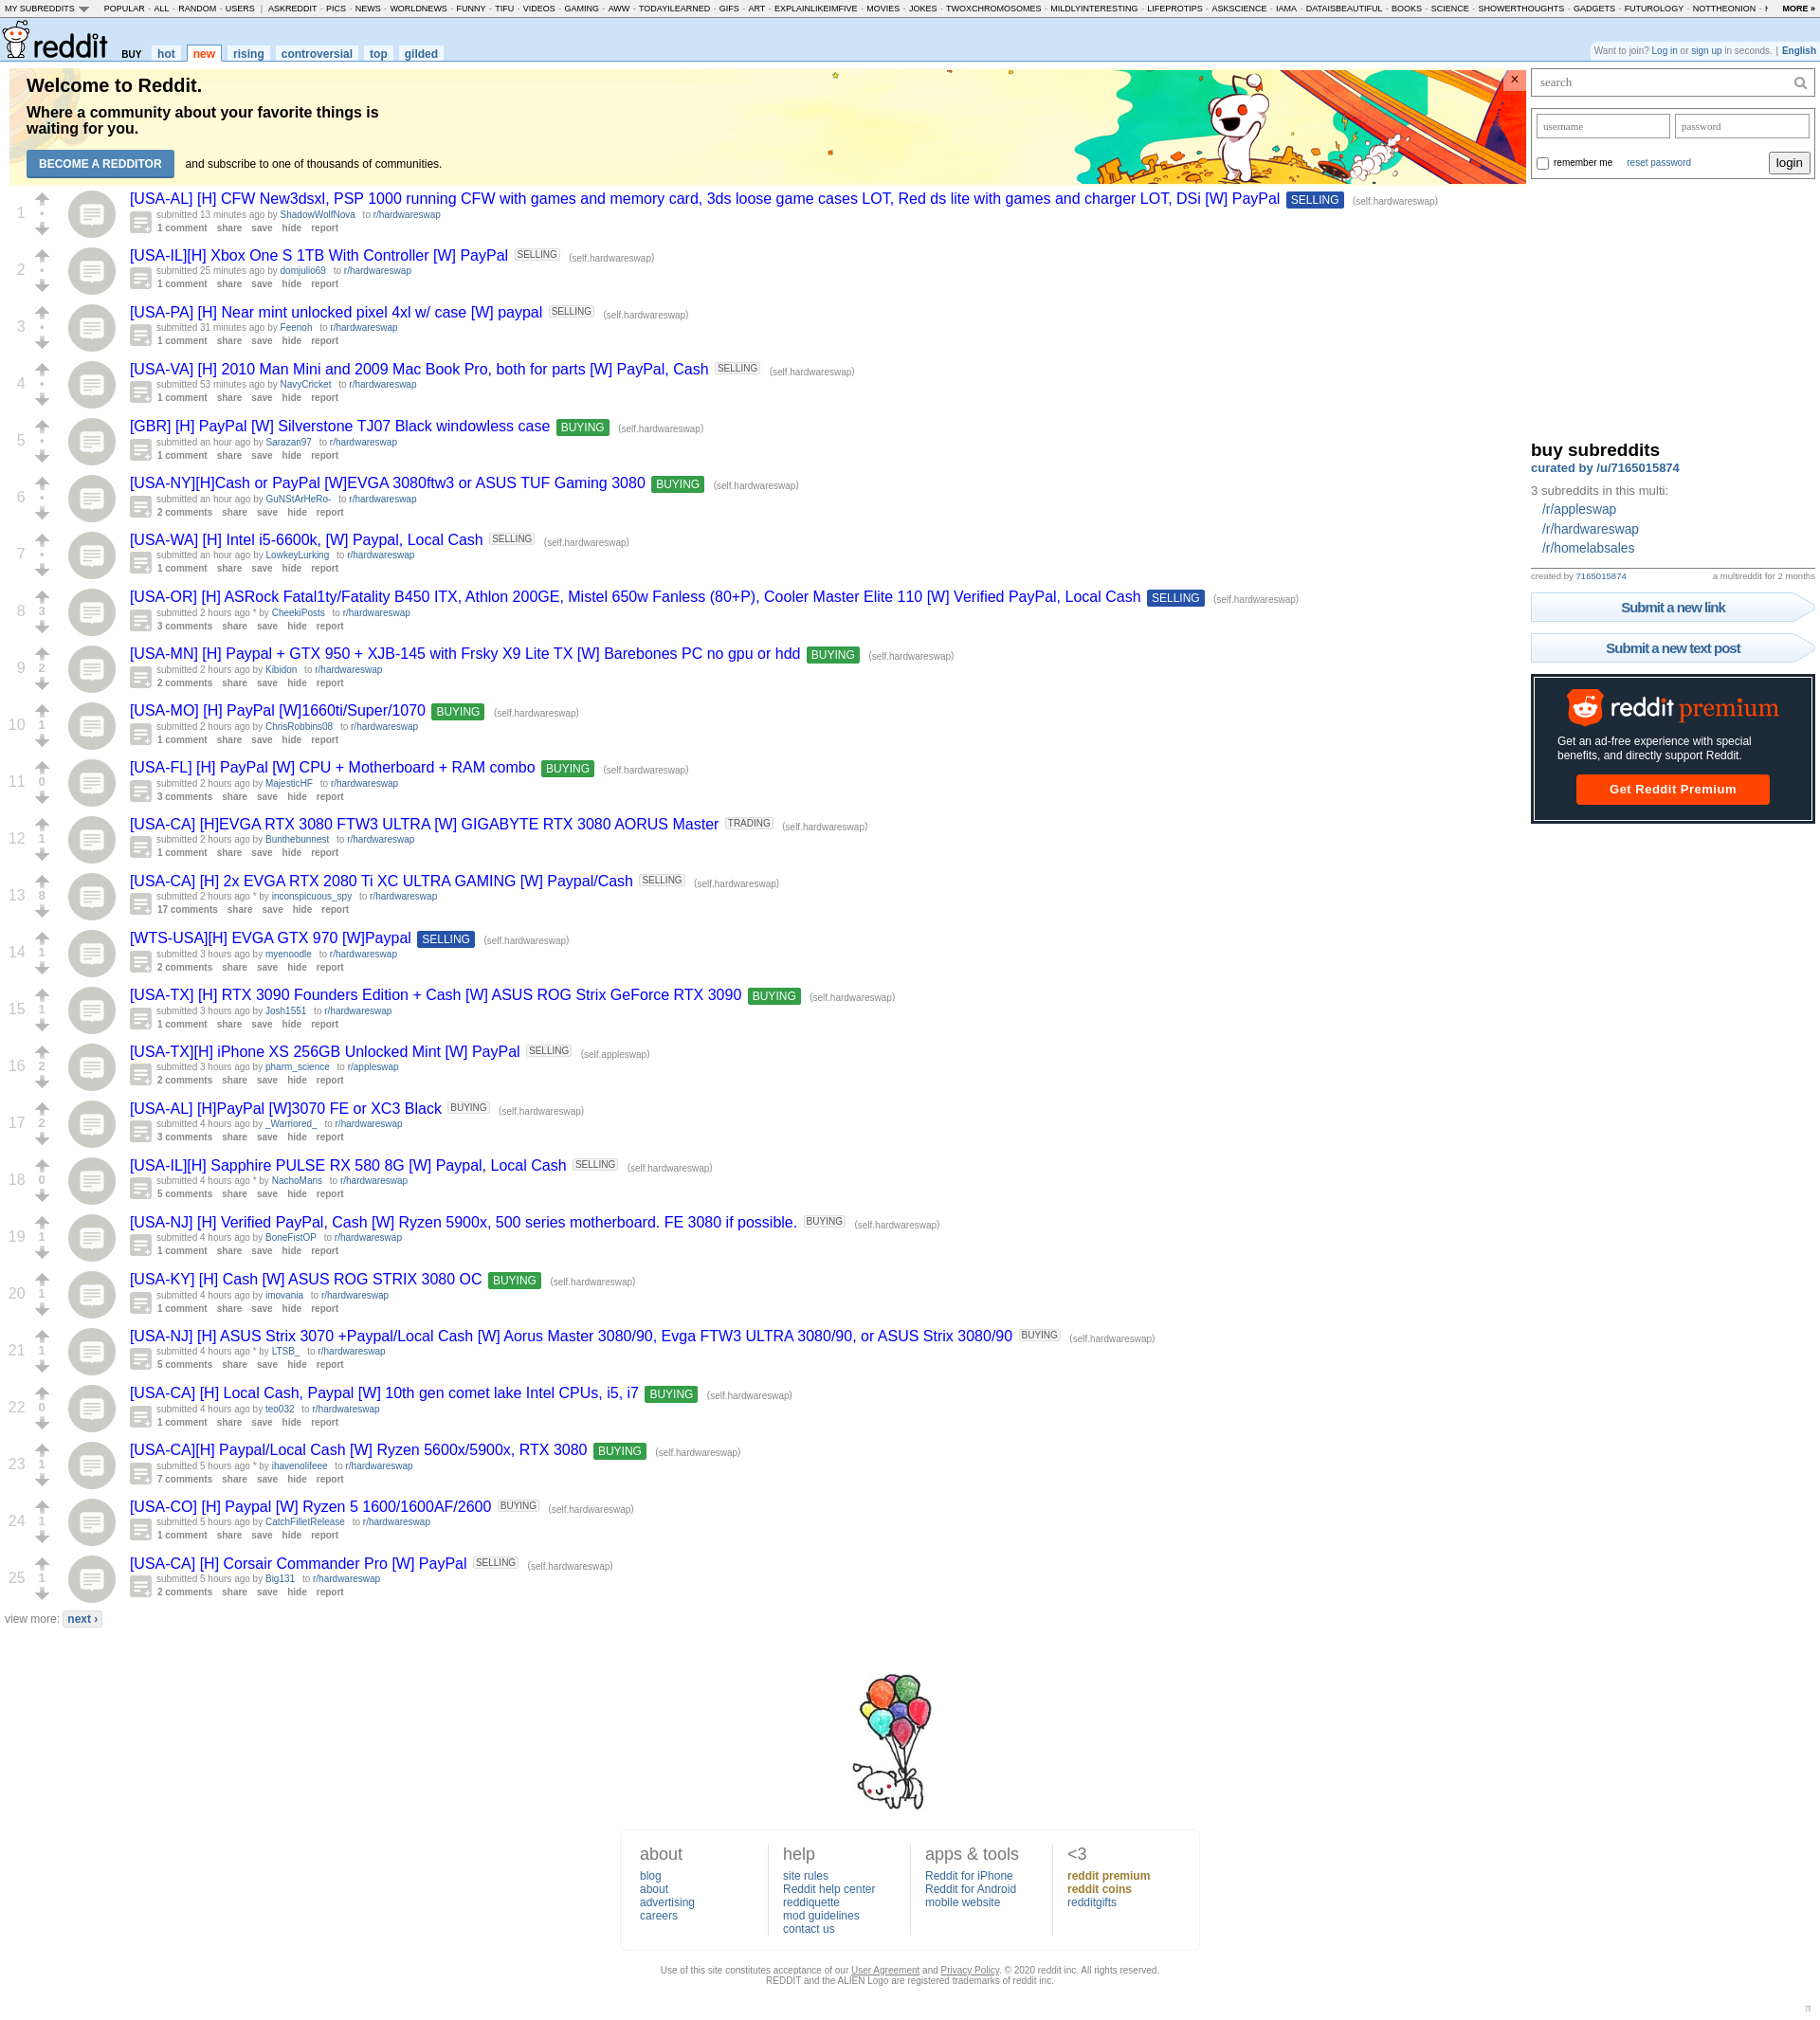 MY SUBREDDITS POPULAR - ALL - RANDOM - USERS | ASKREDDIT - PICS - NEWS - WORLDNEWS - FUNNY - TIFU - VIDEOS - GAMING - AWW - TODAYILEARNED - GIFS - ART - EXPLAINLIKEIMFIVE - MOVIES - JOKES - TWOXCHROMOSOMES - MILDLYINTERESTING - LIFEPROTIPS - ASKSCIENCE - IAMA - DATAISBEAUTIFUL - BOOKS - SCIENCE - SHOWERTHOUGHTS - GADGETS - FUTUROLOGY - NOTTHEONION - MORE »
reddit BUY hot new rising controversial top gilded
Want to join? Log in or sign up in seconds. | English
Welcome to Reddit.
Where a community about your favorite things is
waiting for you.
BECOME A REDDITOR and subscribe to one of thousands of communities.
×
search
username password
remember me reset password login
1 [USA-AL] [H] CFW New3dsxl, PSP 1000 running CFW with games and memory card, 3ds loose game cases LOT, Red ds lite with games and charger LOT, DSi [W] PayPal SELLING (self.hardwareswap)
submitted 13 minutes ago by ShadowWolfNova to r/hardwareswap
1 comment share save hide report
2 [USA-IL][H] Xbox One S 1TB With Controller [W] PayPal SELLING (self.hardwareswap)
submitted 25 minutes ago by domjulio69 to r/hardwareswap
1 comment share save hide report
3 [USA-PA] [H] Near mint unlocked pixel 4xl w/ case [W] paypal SELLING (self.hardwareswap)
submitted 31 minutes ago by Feenoh to r/hardwareswap
1 comment share save hide report
4 [USA-VA] [H] 2010 Man Mini and 2009 Mac Book Pro, both for parts [W] PayPal, Cash SELLING (self.hardwareswap)
submitted 53 minutes ago by NavyCricket to r/hardwareswap
1 comment share save hide report
5 [GBR] [H] PayPal [W] Silverstone TJ07 Black windowless case BUYING (self.hardwareswap)
submitted an hour ago by Sarazan97 to r/hardwareswap
1 comment share save hide report
6 [USA-NY][H]Cash or PayPal [W]EVGA 3080ftw3 or ASUS TUF Gaming 3080 BUYING (self.hardwareswap)
submitted an hour ago by GuNStArHeRo- to r/hardwareswap
2 comments share save hide report
7 [USA-WA] [H] Intel i5-6600k, [W] Paypal, Local Cash SELLING (self.hardwareswap)
submitted an hour ago by LowkeyLurking to r/hardwareswap
1 comment share save hide report
8 3 [USA-OR] [H] ASRock Fatal1ty/Fatality B450 ITX, Athlon 200GE, Mistel 650w Fanless (80+P), Cooler Master Elite 110 [W] Verified PayPal, Local Cash SELLING (self.hardwareswap)
submitted 2 hours ago * by CheekiPosts to r/hardwareswap
3 comments share save hide report
9 2 [USA-MN] [H] Paypal + GTX 950 + XJB-145 with Frsky X9 Lite TX [W] Barebones PC no gpu or hdd BUYING (self.hardwareswap)
submitted 2 hours ago by Kibidon to r/hardwareswap
2 comments share save hide report
10 1 [USA-MO] [H] PayPal [W]1660ti/Super/1070 BUYING (self.hardwareswap)
submitted 2 hours ago by ChrisRobbins08 to r/hardwareswap
1 comment share save hide report
11 0 [USA-FL] [H] PayPal [W] CPU + Motherboard + RAM combo BUYING (self.hardwareswap)
submitted 2 hours ago by MajesticHF to r/hardwareswap
3 comments share save hide report
12 1 [USA-CA] [H]EVGA RTX 3080 FTW3 ULTRA [W] GIGABYTE RTX 3080 AORUS Master TRADING (self.hardwareswap)
submitted 2 hours ago by Bunthebunnest to r/hardwareswap
1 comment share save hide report
13 8 [USA-CA] [H] 2x EVGA RTX 2080 Ti XC ULTRA GAMING [W] Paypal/Cash SELLING (self.hardwareswap)
submitted 2 hours ago * by inconspicuous_spy to r/hardwareswap
17 comments share save hide report
14 1 [WTS-USA][H] EVGA GTX 970 [W]Paypal SELLING (self.hardwareswap)
submitted 3 hours ago by myenoodle to r/hardwareswap
2 comments share save hide report
15 1 [USA-TX] [H] RTX 3090 Founders Edition + Cash [W] ASUS ROG Strix GeForce RTX 3090 BUYING (self.hardwareswap)
submitted 3 hours ago by Josh1551 to r/hardwareswap
1 comment share save hide report
16 2 [USA-TX][H] iPhone XS 256GB Unlocked Mint [W] PayPal SELLING (self.appleswap)
submitted 3 hours ago by pharm_science to r/appleswap
2 comments share save hide report
17 2 [USA-AL] [H]PayPal [W]3070 FE or XC3 Black BUYING (self.hardwareswap)
submitted 4 hours ago by _Warriored_ to r/hardwareswap
3 comments share save hide report
18 0 [USA-IL][H] Sapphire PULSE RX 580 8G [W] Paypal, Local Cash SELLING (self.hardwareswap)
submitted 4 hours ago * by NachoMans to r/hardwareswap
5 comments share save hide report
19 1 [USA-NJ] [H] Verified PayPal, Cash [W] Ryzen 5900x, 500 series motherboard. FE 3080 if possible. BUYING (self.hardwareswap)
submitted 4 hours ago by BoneFistOP to r/hardwareswap
1 comment share save hide report
20 1 [USA-KY] [H] Cash [W] ASUS ROG STRIX 3080 OC BUYING (self.hardwareswap)
submitted 4 hours ago by imovania to r/hardwareswap
1 comment share save hide report
21 1 [USA-NJ] [H] ASUS Strix 3070 +Paypal/Local Cash [W] Aorus Master 3080/90, Evga FTW3 ULTRA 3080/90, or ASUS Strix 3080/90 BUYING (self.hardwareswap)
submitted 4 hours ago * by LTSB_ to r/hardwareswap
5 comments share save hide report
22 0 [USA-CA] [H] Local Cash, Paypal [W] 10th gen comet lake Intel CPUs, i5, i7 BUYING (self.hardwareswap)
submitted 4 hours ago by teo032 to r/hardwareswap
1 comment share save hide report
23 1 [USA-CA][H] Paypal/Local Cash [W] Ryzen 5600x/5900x, RTX 3080 BUYING (self.hardwareswap)
submitted 5 hours ago * by ihavenolifeee to r/hardwareswap
7 comments share save hide report
24 1 [USA-CO] [H] Paypal [W] Ryzen 5 1600/1600AF/2600 BUYING (self.hardwareswap)
submitted 5 hours ago by CatchFilletRelease to r/hardwareswap
1 comment share save hide report
25 1 [USA-CA] [H] Corsair Commander Pro [W] PayPal SELLING (self.hardwareswap)
submitted 5 hours ago by Big131 to r/hardwareswap
2 comments share save hide report
view more: next ›
buy subreddits
curated by /u/7165015874
3 subreddits in this multi:
/r/appleswap
/r/hardwareswap
/r/homelabsales
created by 7165015874 a multireddit for 2 months
Submit a new link
Submit a new text post
reddit premium
Get an ad-free experience with special
benefits, and directly support Reddit.
Get Reddit Premium
about
blog
about
advertising
careers
help
site rules
Reddit help center
reddiquette
mod guidelines
contact us
apps & tools
Reddit for iPhone
Reddit for Android
mobile website
<3
reddit premium
reddit coins
redditgifts
Use of this site constitutes acceptance of our User Agreement and Privacy Policy. © 2020 reddit inc. All rights reserved.
REDDIT and the ALIEN Logo are registered trademarks of reddit inc.
π